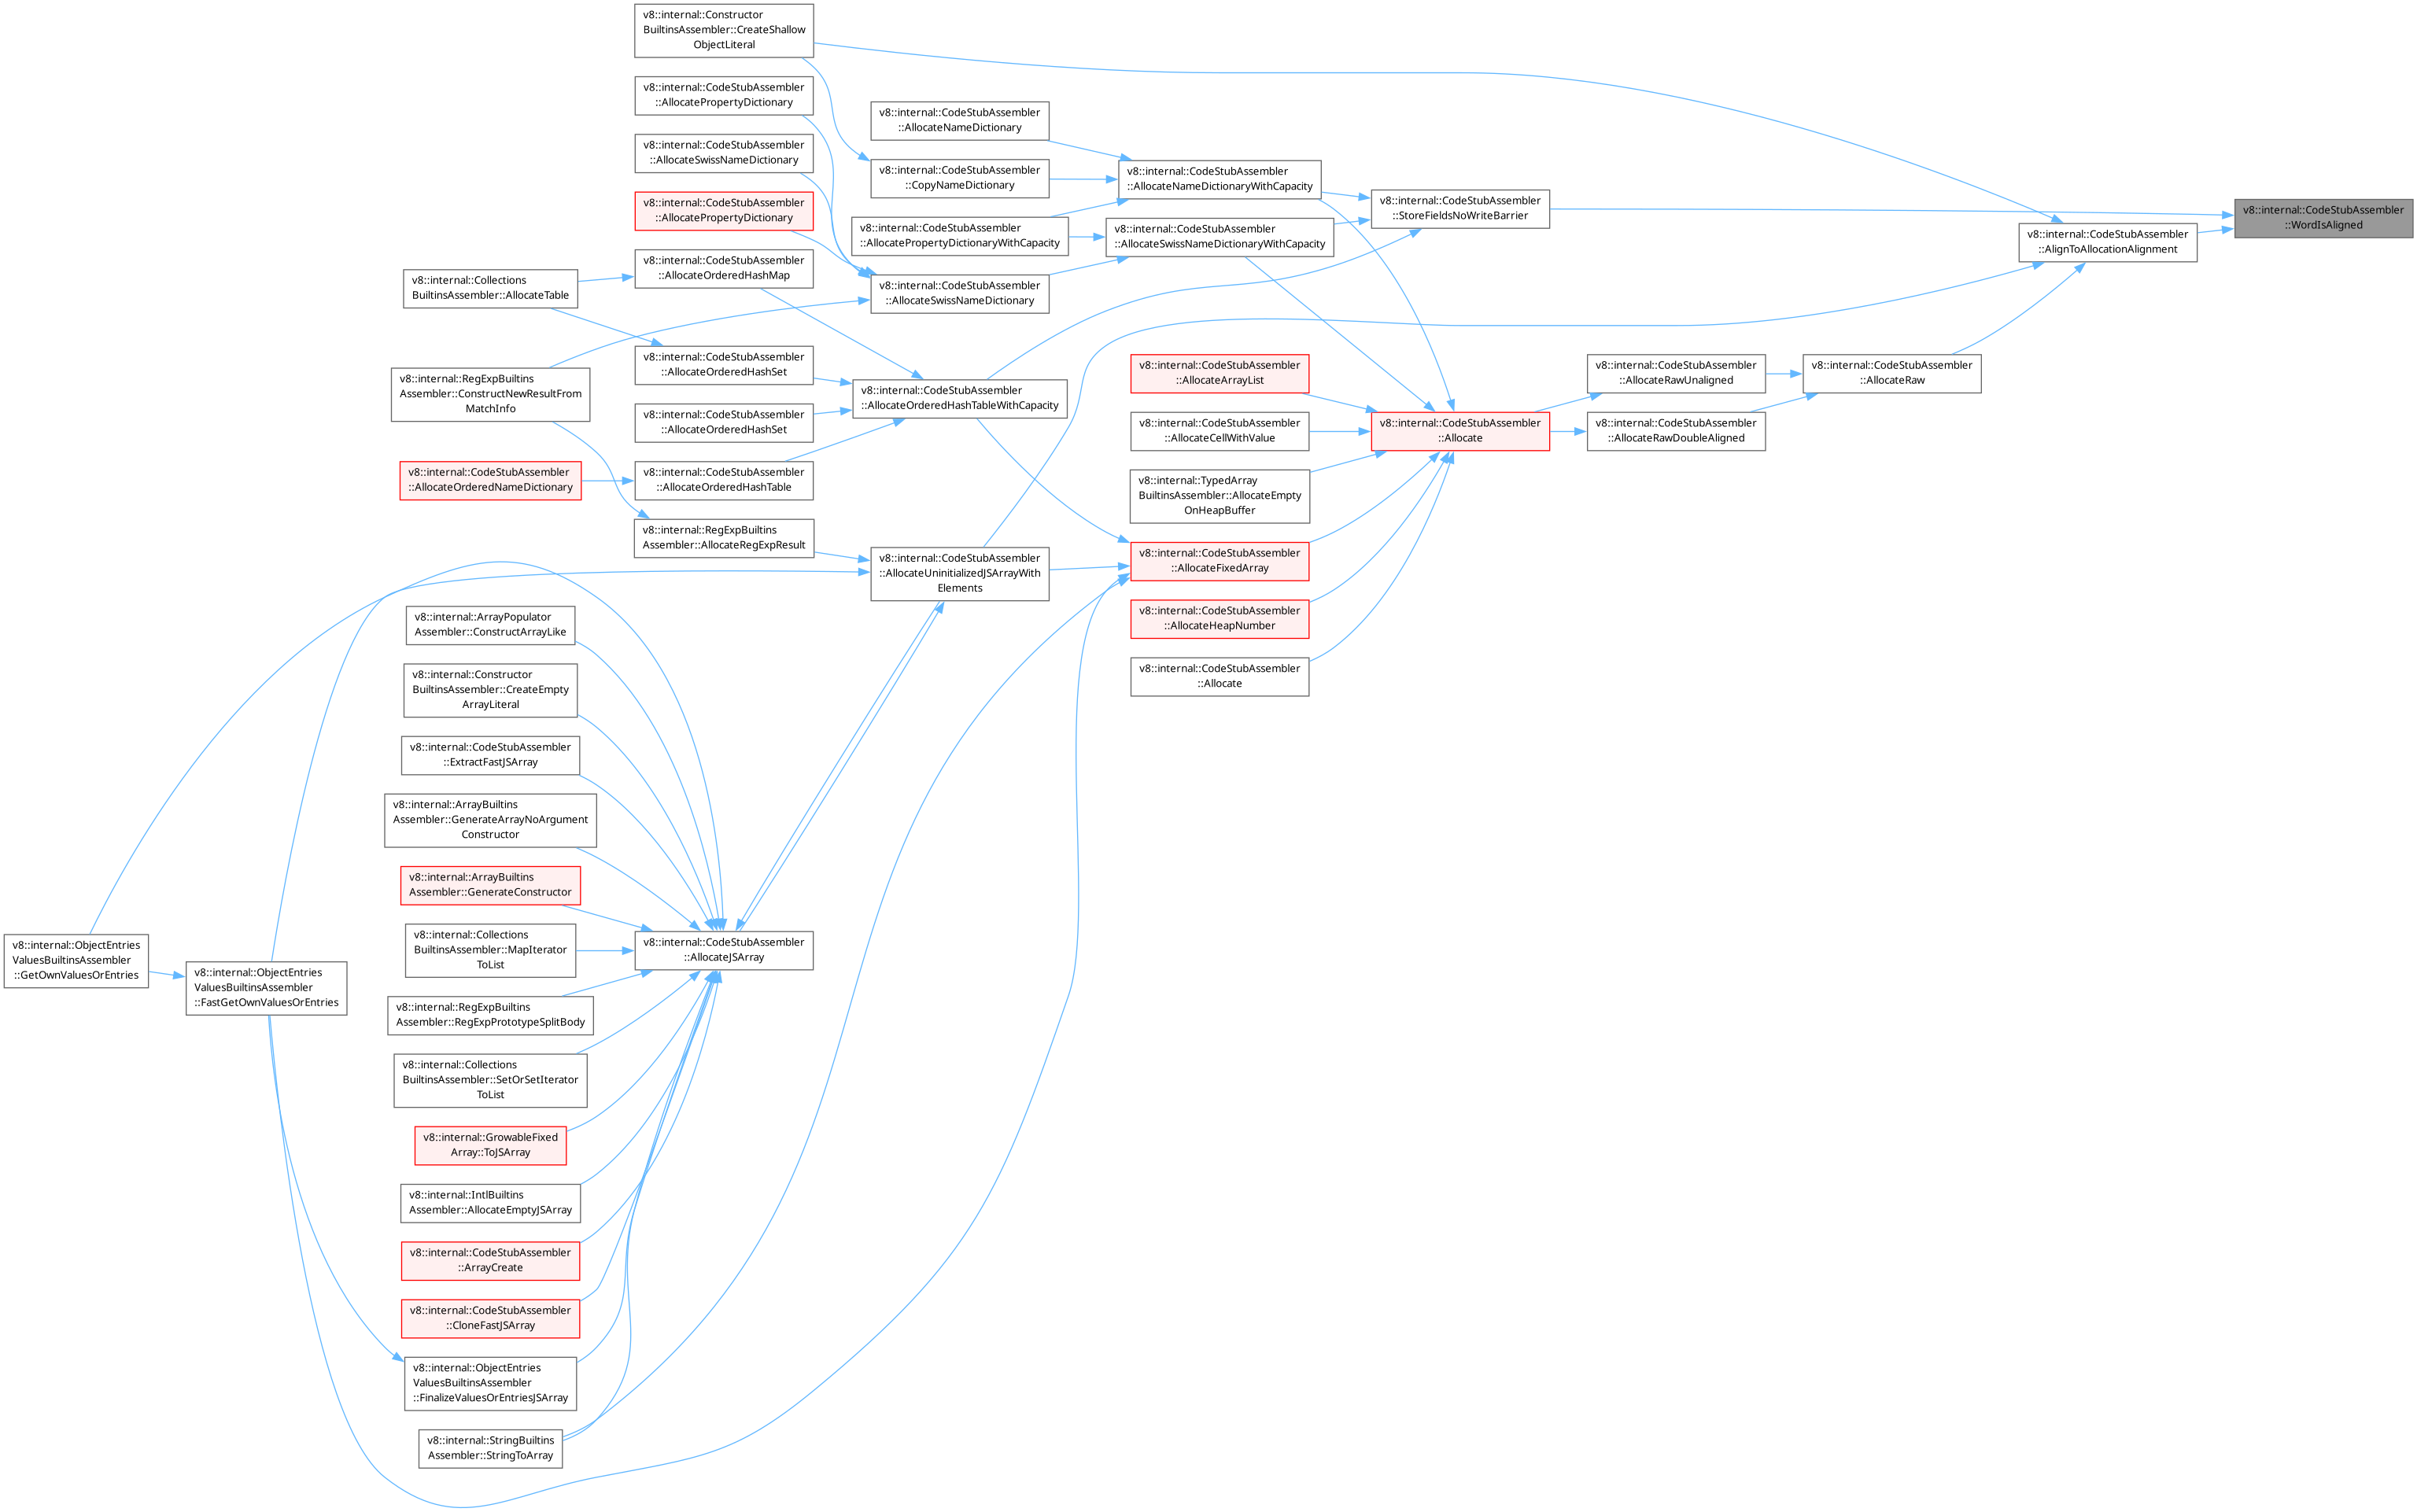 v8::internal::Constructor
BuiltinsAssembler::CreateShallow
ObjectLiteral
v8::internal::CodeStubAssembler
::AllocatePropertyDictionary
v8::internal::CodeStubAssembler
::AllocateSwissNameDictionary
v8::internal::CodeStubAssembler
::AllocatePropertyDictionary
v8::internal::CodeStubAssembler
::AllocateOrderedHashMap
v8::internal::CodeStubAssembler
::AllocateOrderedHashSet
v8::internal::CodeStubAssembler
::AllocateOrderedHashSet
v8::internal::CodeStubAssembler
::AllocateOrderedHashTable
v8::internal::RegExpBuiltins
Assembler::AllocateRegExpResult
v8::internal::CodeStubAssembler
::AllocateJSArray
v8::internal::CodeStubAssembler
::AllocateNameDictionary
v8::internal::CodeStubAssembler
::CopyNameDictionary
v8::internal::CodeStubAssembler
::AllocatePropertyDictionaryWithCapacity
v8::internal::CodeStubAssembler
::AllocateSwissNameDictionary
v8::internal::CodeStubAssembler
::AllocateOrderedHashTableWithCapacity
v8::internal::CodeStubAssembler
::AllocateUninitializedJSArrayWith
Elements
v8::internal::CodeStubAssembler
::AllocateNameDictionaryWithCapacity
v8::internal::CodeStubAssembler
::AllocateSwissNameDictionaryWithCapacity
v8::internal::CodeStubAssembler
::AllocateArrayList
v8::internal::CodeStubAssembler
::AllocateCellWithValue
v8::internal::TypedArray
BuiltinsAssembler::AllocateEmpty
OnHeapBuffer
v8::internal::CodeStubAssembler
::AllocateFixedArray
v8::internal::CodeStubAssembler
::AllocateHeapNumber
v8::internal::CodeStubAssembler
::Allocate
v8::internal::CodeStubAssembler
::StoreFieldsNoWriteBarrier
v8::internal::CodeStubAssembler
::Allocate
v8::internal::CodeStubAssembler
::AllocateRawUnaligned
v8::internal::CodeStubAssembler
::AllocateRawDoubleAligned
v8::internal::CodeStubAssembler
::AllocateRaw
v8::internal::CodeStubAssembler
::AlignToAllocationAlignment
v8::internal::CodeStubAssembler
::WordIsAligned
v8::internal::Collections
BuiltinsAssembler::AllocateTable
v8::internal::RegExpBuiltins
Assembler::ConstructNewResultFrom
MatchInfo
v8::internal::CodeStubAssembler
::AllocateOrderedNameDictionary
v8::internal::ArrayPopulator
Assembler::ConstructArrayLike
v8::internal::Constructor
BuiltinsAssembler::CreateEmpty
ArrayLiteral
v8::internal::CodeStubAssembler
::ExtractFastJSArray
v8::internal::ArrayBuiltins
Assembler::GenerateArrayNoArgument
Constructor
v8::internal::ArrayBuiltins
Assembler::GenerateConstructor
v8::internal::Collections
BuiltinsAssembler::MapIterator
ToList
v8::internal::RegExpBuiltins
Assembler::RegExpPrototypeSplitBody
v8::internal::Collections
BuiltinsAssembler::SetOrSetIterator
ToList
v8::internal::GrowableFixed
Array::ToJSArray
v8::internal::IntlBuiltins
Assembler::AllocateEmptyJSArray
v8::internal::CodeStubAssembler
::ArrayCreate
v8::internal::CodeStubAssembler
::CloneFastJSArray
v8::internal::ObjectEntries
ValuesBuiltinsAssembler
::FinalizeValuesOrEntriesJSArray
v8::internal::StringBuiltins
Assembler::StringToArray
v8::internal::ObjectEntries
ValuesBuiltinsAssembler
::GetOwnValuesOrEntries
v8::internal::ObjectEntries
ValuesBuiltinsAssembler
::FastGetOwnValuesOrEntries